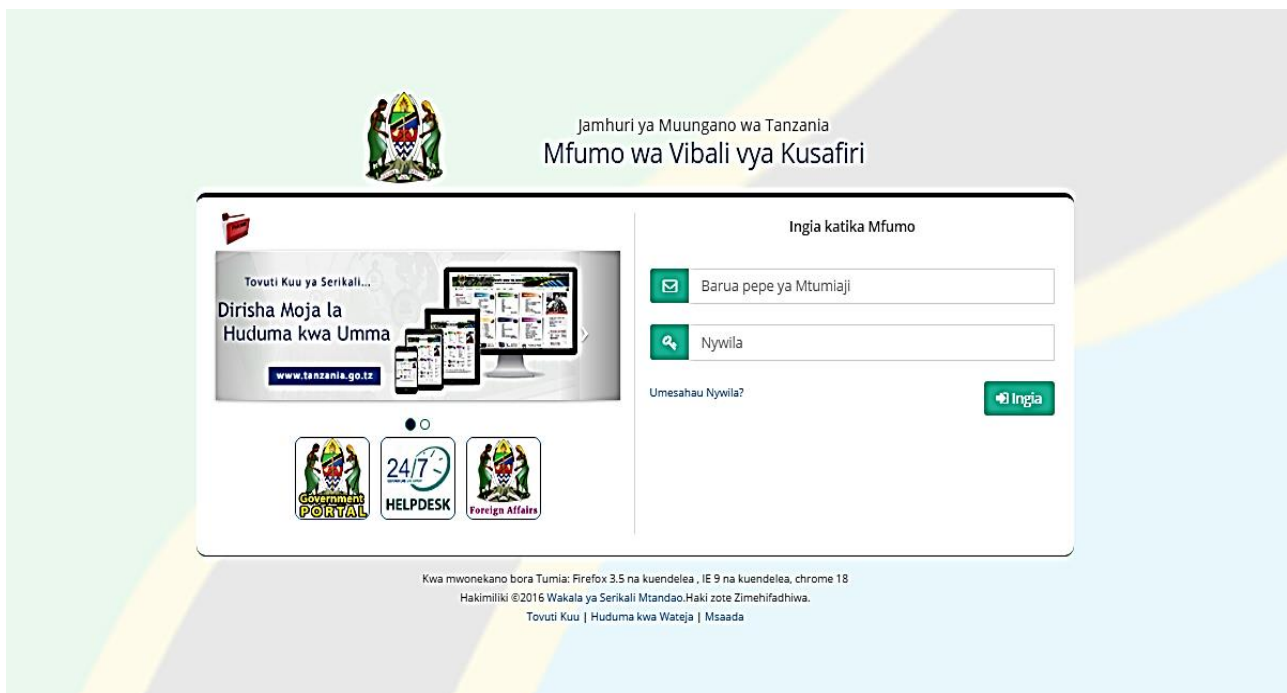 Jamhuri ya Muungano wa Tanzania
Mfumo wa Vibali vya Kusafiri
Tovuti Kuu ya Serikali...
Dirisha Moja la
Huduma kwa Umma
www.tanzania.go.tz
24/7
HELPDESK
Government
PORTAL
Foreign Affairs
Ingia katika Mfumo
Barua pepe ya Mtumiaji
Nywila
Umesahau Nywila?
Ingia
Kwa mwonekano bora Tumia: Firefox 3.5 na kuendelea , IE 9 na kuendelea, chrome 18
Hakimiliki ©2016 Wakala ya Serikali Mtandao.Haki zote Zimehifadhiwa.
Tovuti Kuu | Huduma kwa Wateja | Msaada